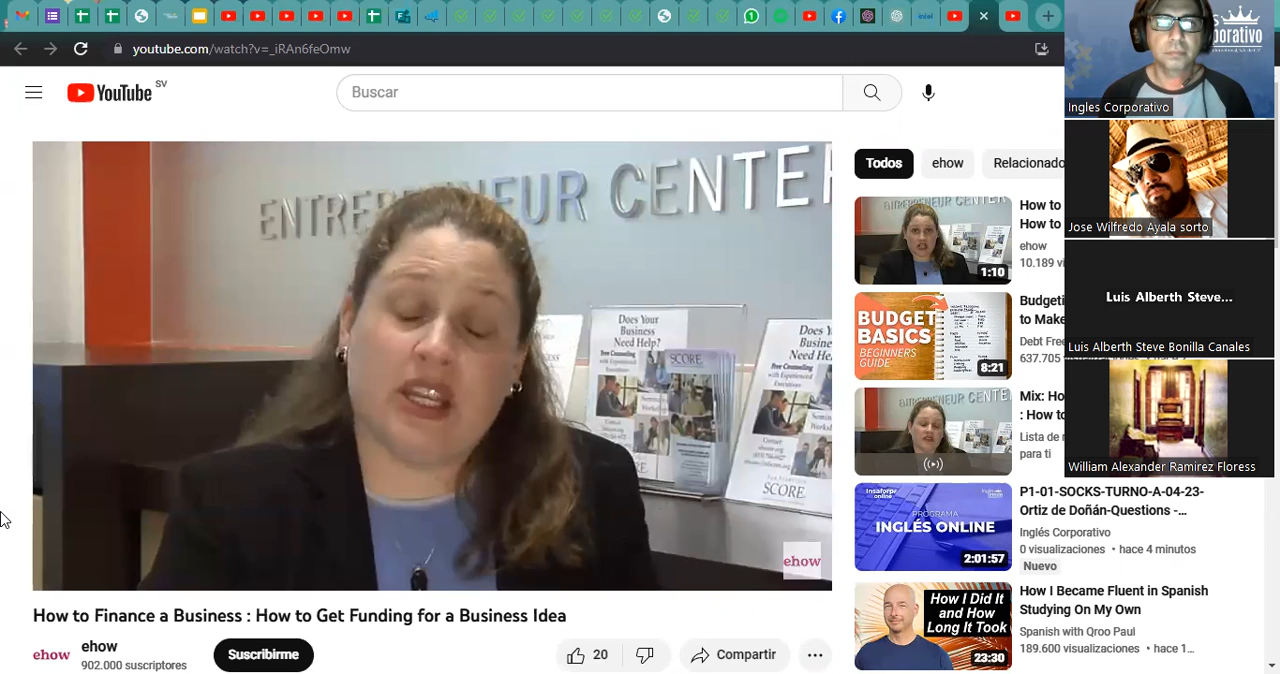 youtube.com/watch?v=_iRAn6feOmw
YouTube SV
Buscar
ENTREPRENEUR CENTER
Does Your
Business
Need Help?
SCORE
SCORE
ehow
How to Finance a Business : How to Get Funding for a Business Idea
ehow
ehow
902.000 suscriptores
Suscribirme
20
Compartir
Todos
ehow
Relacionado
How to
How to
ehow
10.189 vi
1:10
BUDGET
BASICS
BEGINNERS
GUIDE
8:21
Budgeti
to Make
Debt Free
637.705
Mix: Ho
: How to
Lista de r
para ti
PROGRAMA
INGLÉS ONLINE
2:01:57
P1-01-SOCKS-TURNO-A-04-23-
Ortiz de Doñán-Questions -...
Inglés Corporativo
0 visualizaciones • hace 4 minutos
Nuevo
How I Did It
and How
Long It Took
23:30
How I Became Fluent in Spanish
Studying On My Own
Spanish with Qroo Paul
189.600 visualizaciones • hace 1...
Ingles Corporativo
Jose Wilfredo Ayala sorto
Luis Alberth Steve...
Luis Alberth Steve Bonilla Canales
William Alexander Ramirez Floress